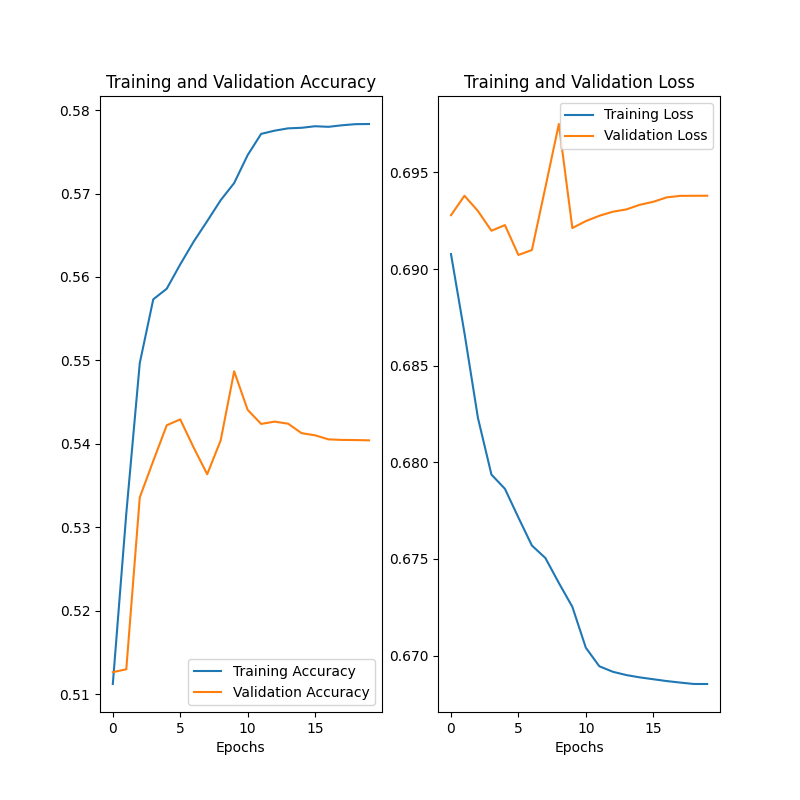 Training and Validation Accuracy
0.58
0.57
0.56
0.55
0.54
0.53
0.52
0.51
0 5 10 15
Epochs
Training Accuracy
Validation Accuracy
Training and Validation Loss
0.695
0.690
0.685
0.680
0.675
0.670
0 5 10 15
Epochs
Training Loss
Validation Loss